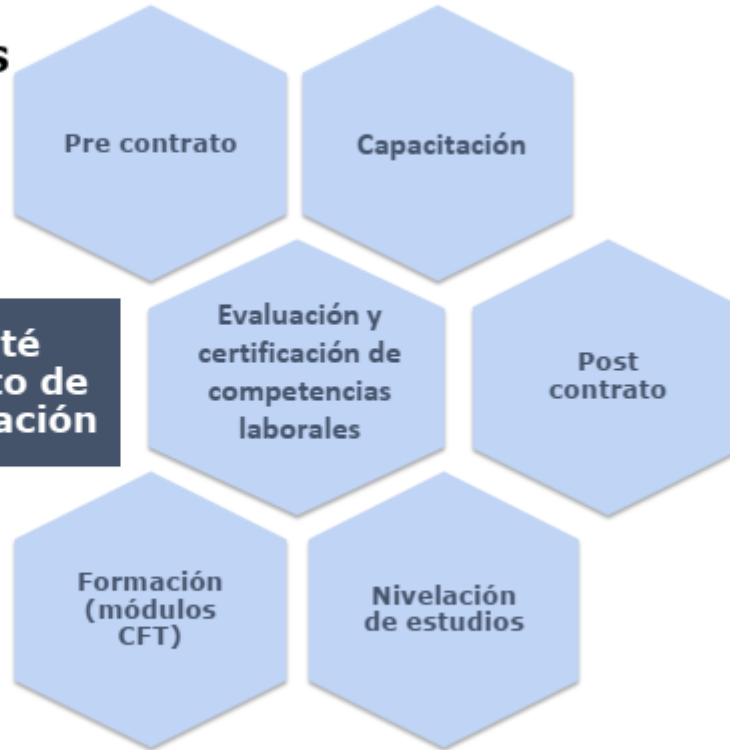 s
Pre contrato
Capacitación
Evaluación y
certificación de
competencias
laborales
té
to de
ación
Post
contrato
Formación
(módulos
CFT)
Nivelación
de estudios